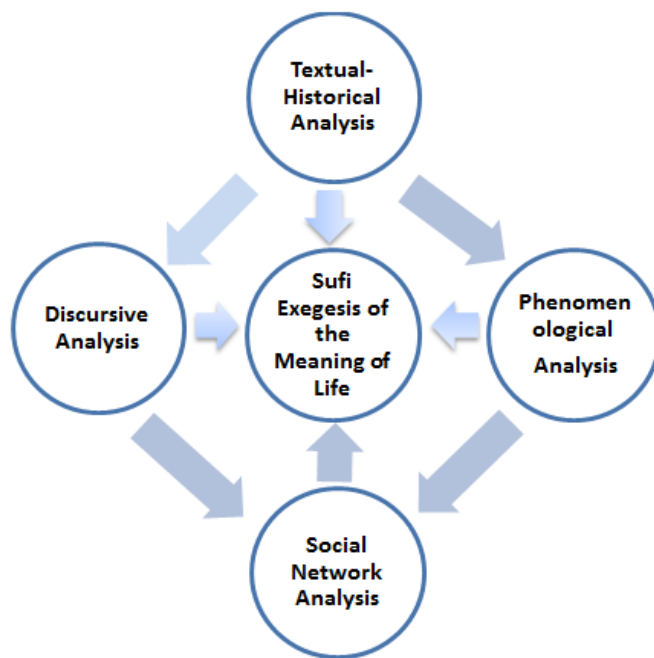 Textual-
Historical
Analysis
Discursive
Analysis
Sufi
Exegesis of
the
Meaning of
Life
Phenomen
ological
Analysis
Social
Network
Analysis